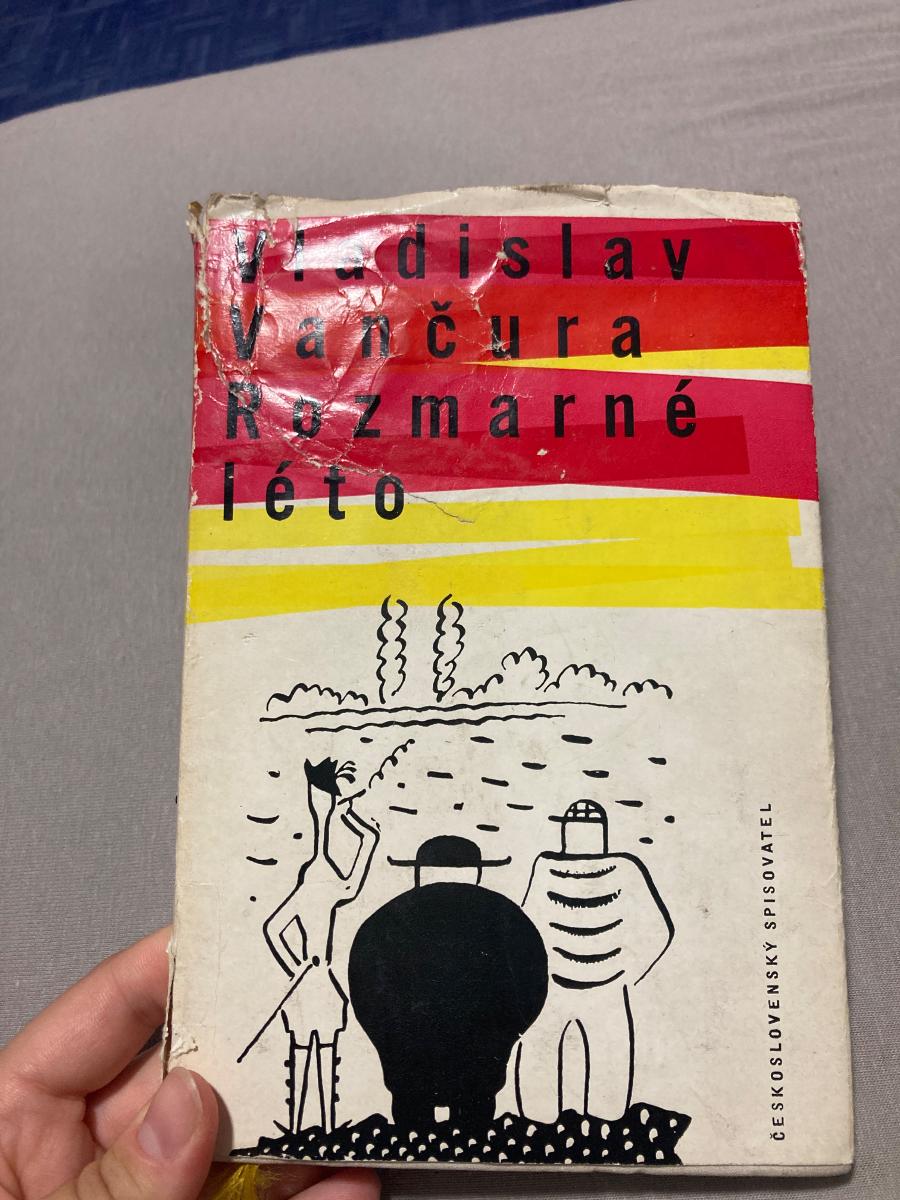 Vladislav
Vančura
Rozmarné
léto
ČESKOSLOVENSKÝ SPISOVATEL